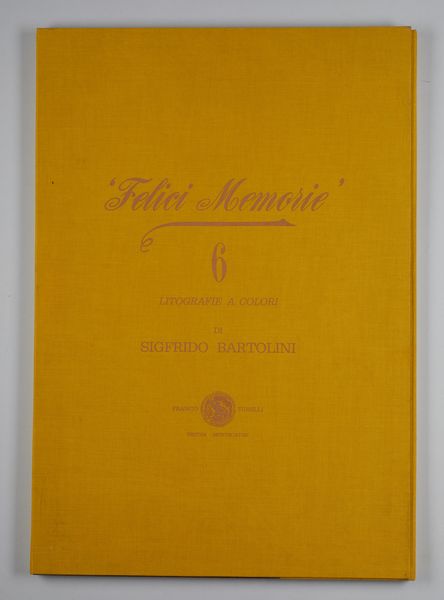 'Felici Memorie'
6
LITOGRAFIE A COLORI
DI
SIGFRIDO BARTOLINI
FRANCO